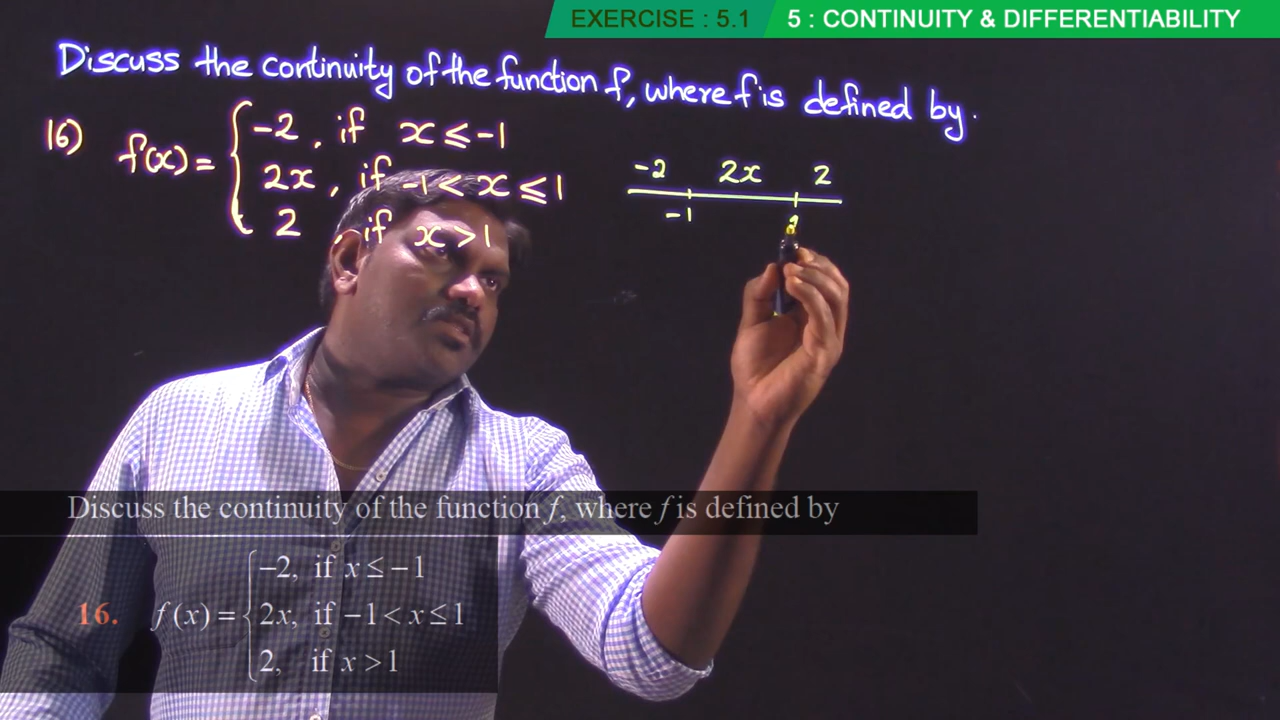 EXERCISE : 5.1 5 : CONTINUITY & DIFFERENTIABILITY
Discuss the continuity of the function f, where f is defined by.
16) f(x) = { -2, if x ≤ -1
2x, if -1 < x ≤ 1
2, if x > 1
-2 2x 2
-1
Discuss the continuity of the function f, where f is defined by
16. f(x) = { −2, if x ≤ −1
2x, if −1 < x ≤ 1
2, if x > 1